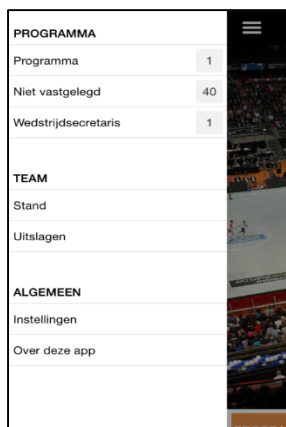 PROGRAMMA
Programma 1
Niet vastgelegd 40
Wedstrijdsecretaris 1
TEAM
Stand
Uitslagen
ALGEMEEN
Instellingen
Over deze app